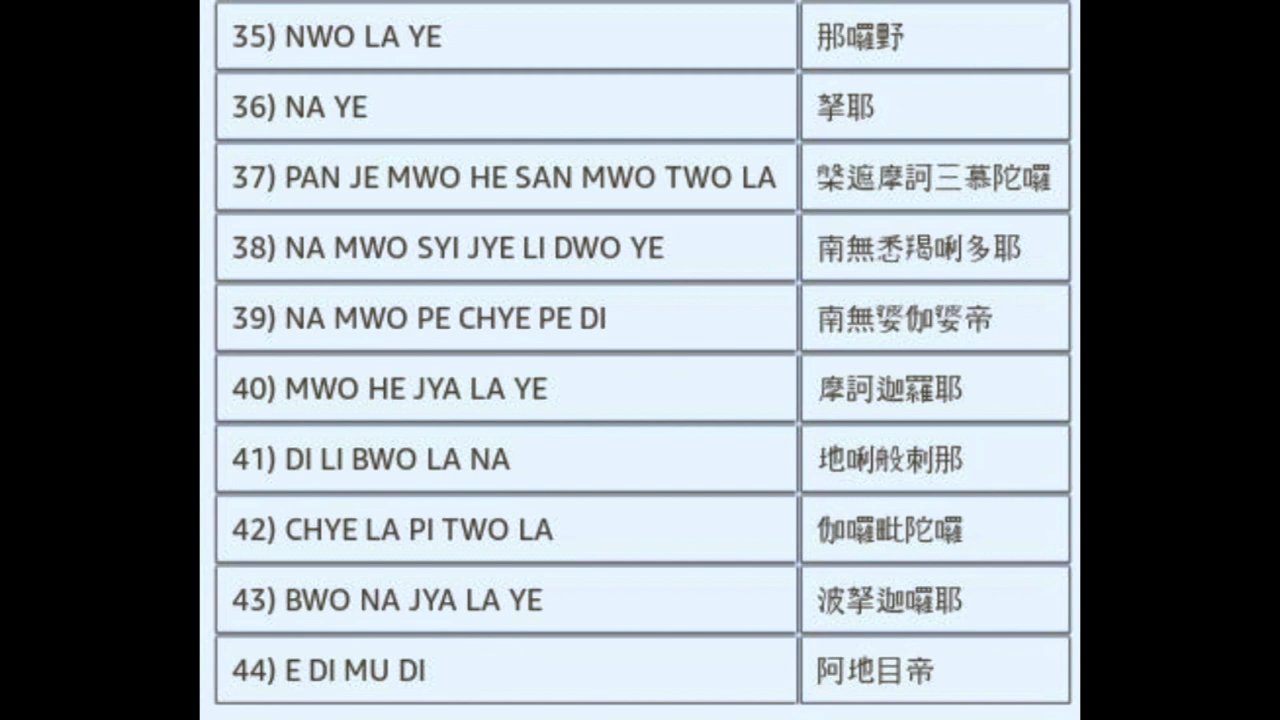 35) NWO LA YE 那囉野
36) NA YE 拏耶
37) PAN JE MWO HE SAN MWO TWO LA 槃遮摩訶三慕陀囉
38) NA MWO SYI JYE LI DWO YE 南無悉羯唎多耶
39) NA MWO PE CHYE PE DI 南無婆伽婆帝
40) MWO HE JYA LA YE 摩訶迦羅耶
41) DI LI BWO LA NA 地唎般剌那
42) CHYE LA PI TWO LA 伽囉毗陀囉
43) BWO NA JYA LA YE 波拏迦囉耶
44) E DI MU DI 阿地目帝